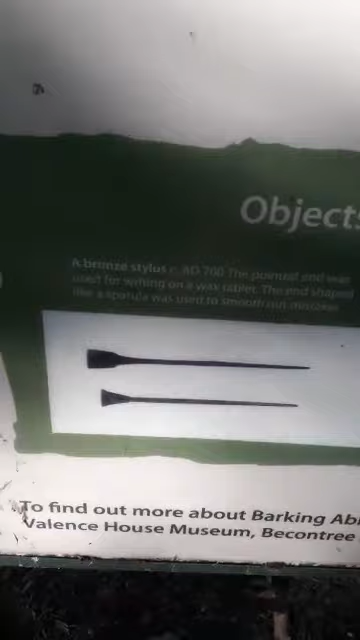 Objects
A bronze stylus c. AD 700 The pointed end was
used for writing on a wax tablet. The end shaped
like a spatula was used to smooth out mistakes
To find out more about Barking Ab
Valence House Museum, Becontree